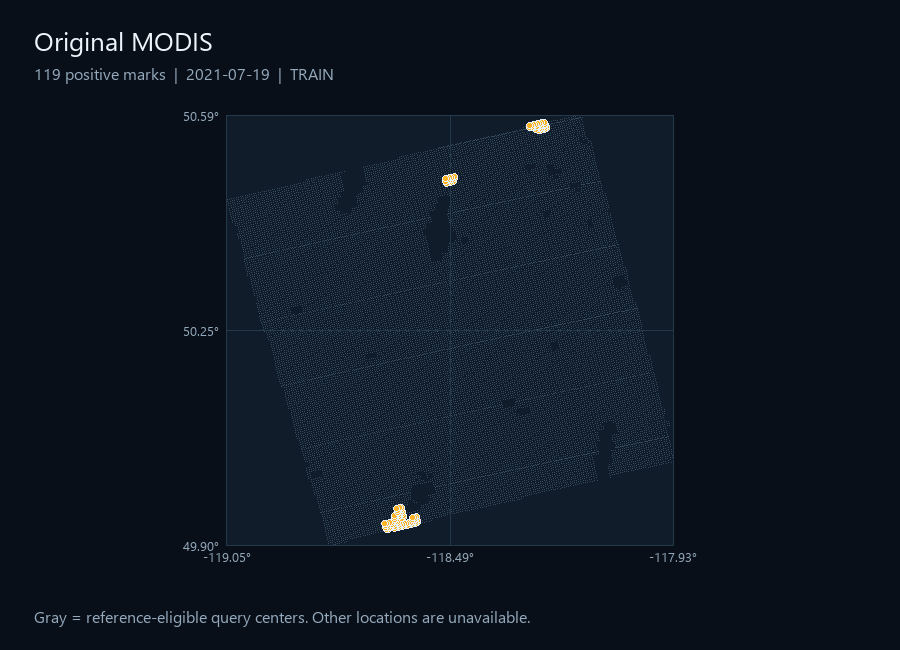 Original MODIS
119 positive marks | 2021-07-19 | TRAIN
50.59°
50.25°
49.90°
-119.05°
-118.49°
-117.93°
Gray = reference-eligible query centers. Other locations are unavailable.